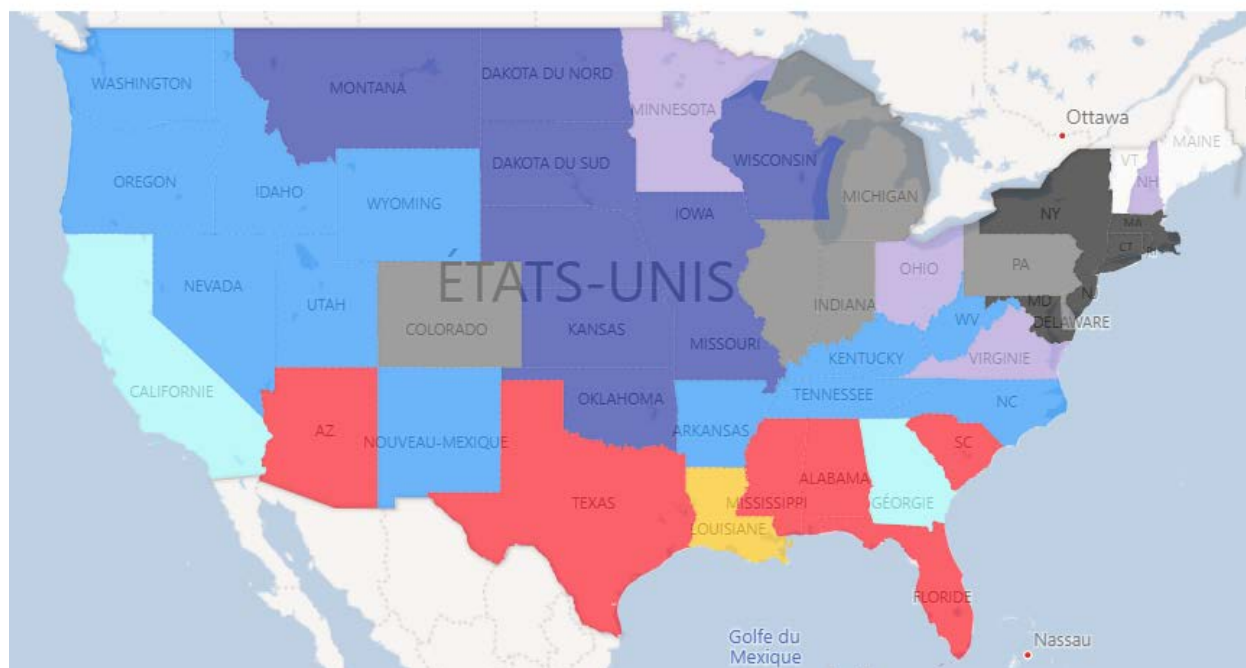 WASHINGTON
MONTANA
DAKOTA DU NORD
MINNESOTA
Ottawa
MAINE
VT
NH
OREGON
IDAHO
WYOMING
DAKOTA DU SUD
WISCONSIN
MICHIGAN
IOWA
NY
MA
CT
NEVADA
UTAH
COLORADO
ÉTATS-UNIS
KANSAS
MISSOURI
INDIANA
OHIO
PA
NJ
MD
DELAWARE
WV
VIRGINIE
KENTUCKY
CALIFORNIE
AZ
NOUVEAU-MEXIQUE
OKLAHOMA
ARKANSAS
TENNESSEE
NC
SC
TEXAS
LOUISIANE
MISSISSIPPI
ALABAMA
GÉORGIE
FLORIDE
Golfe du
Mexique
Nassau